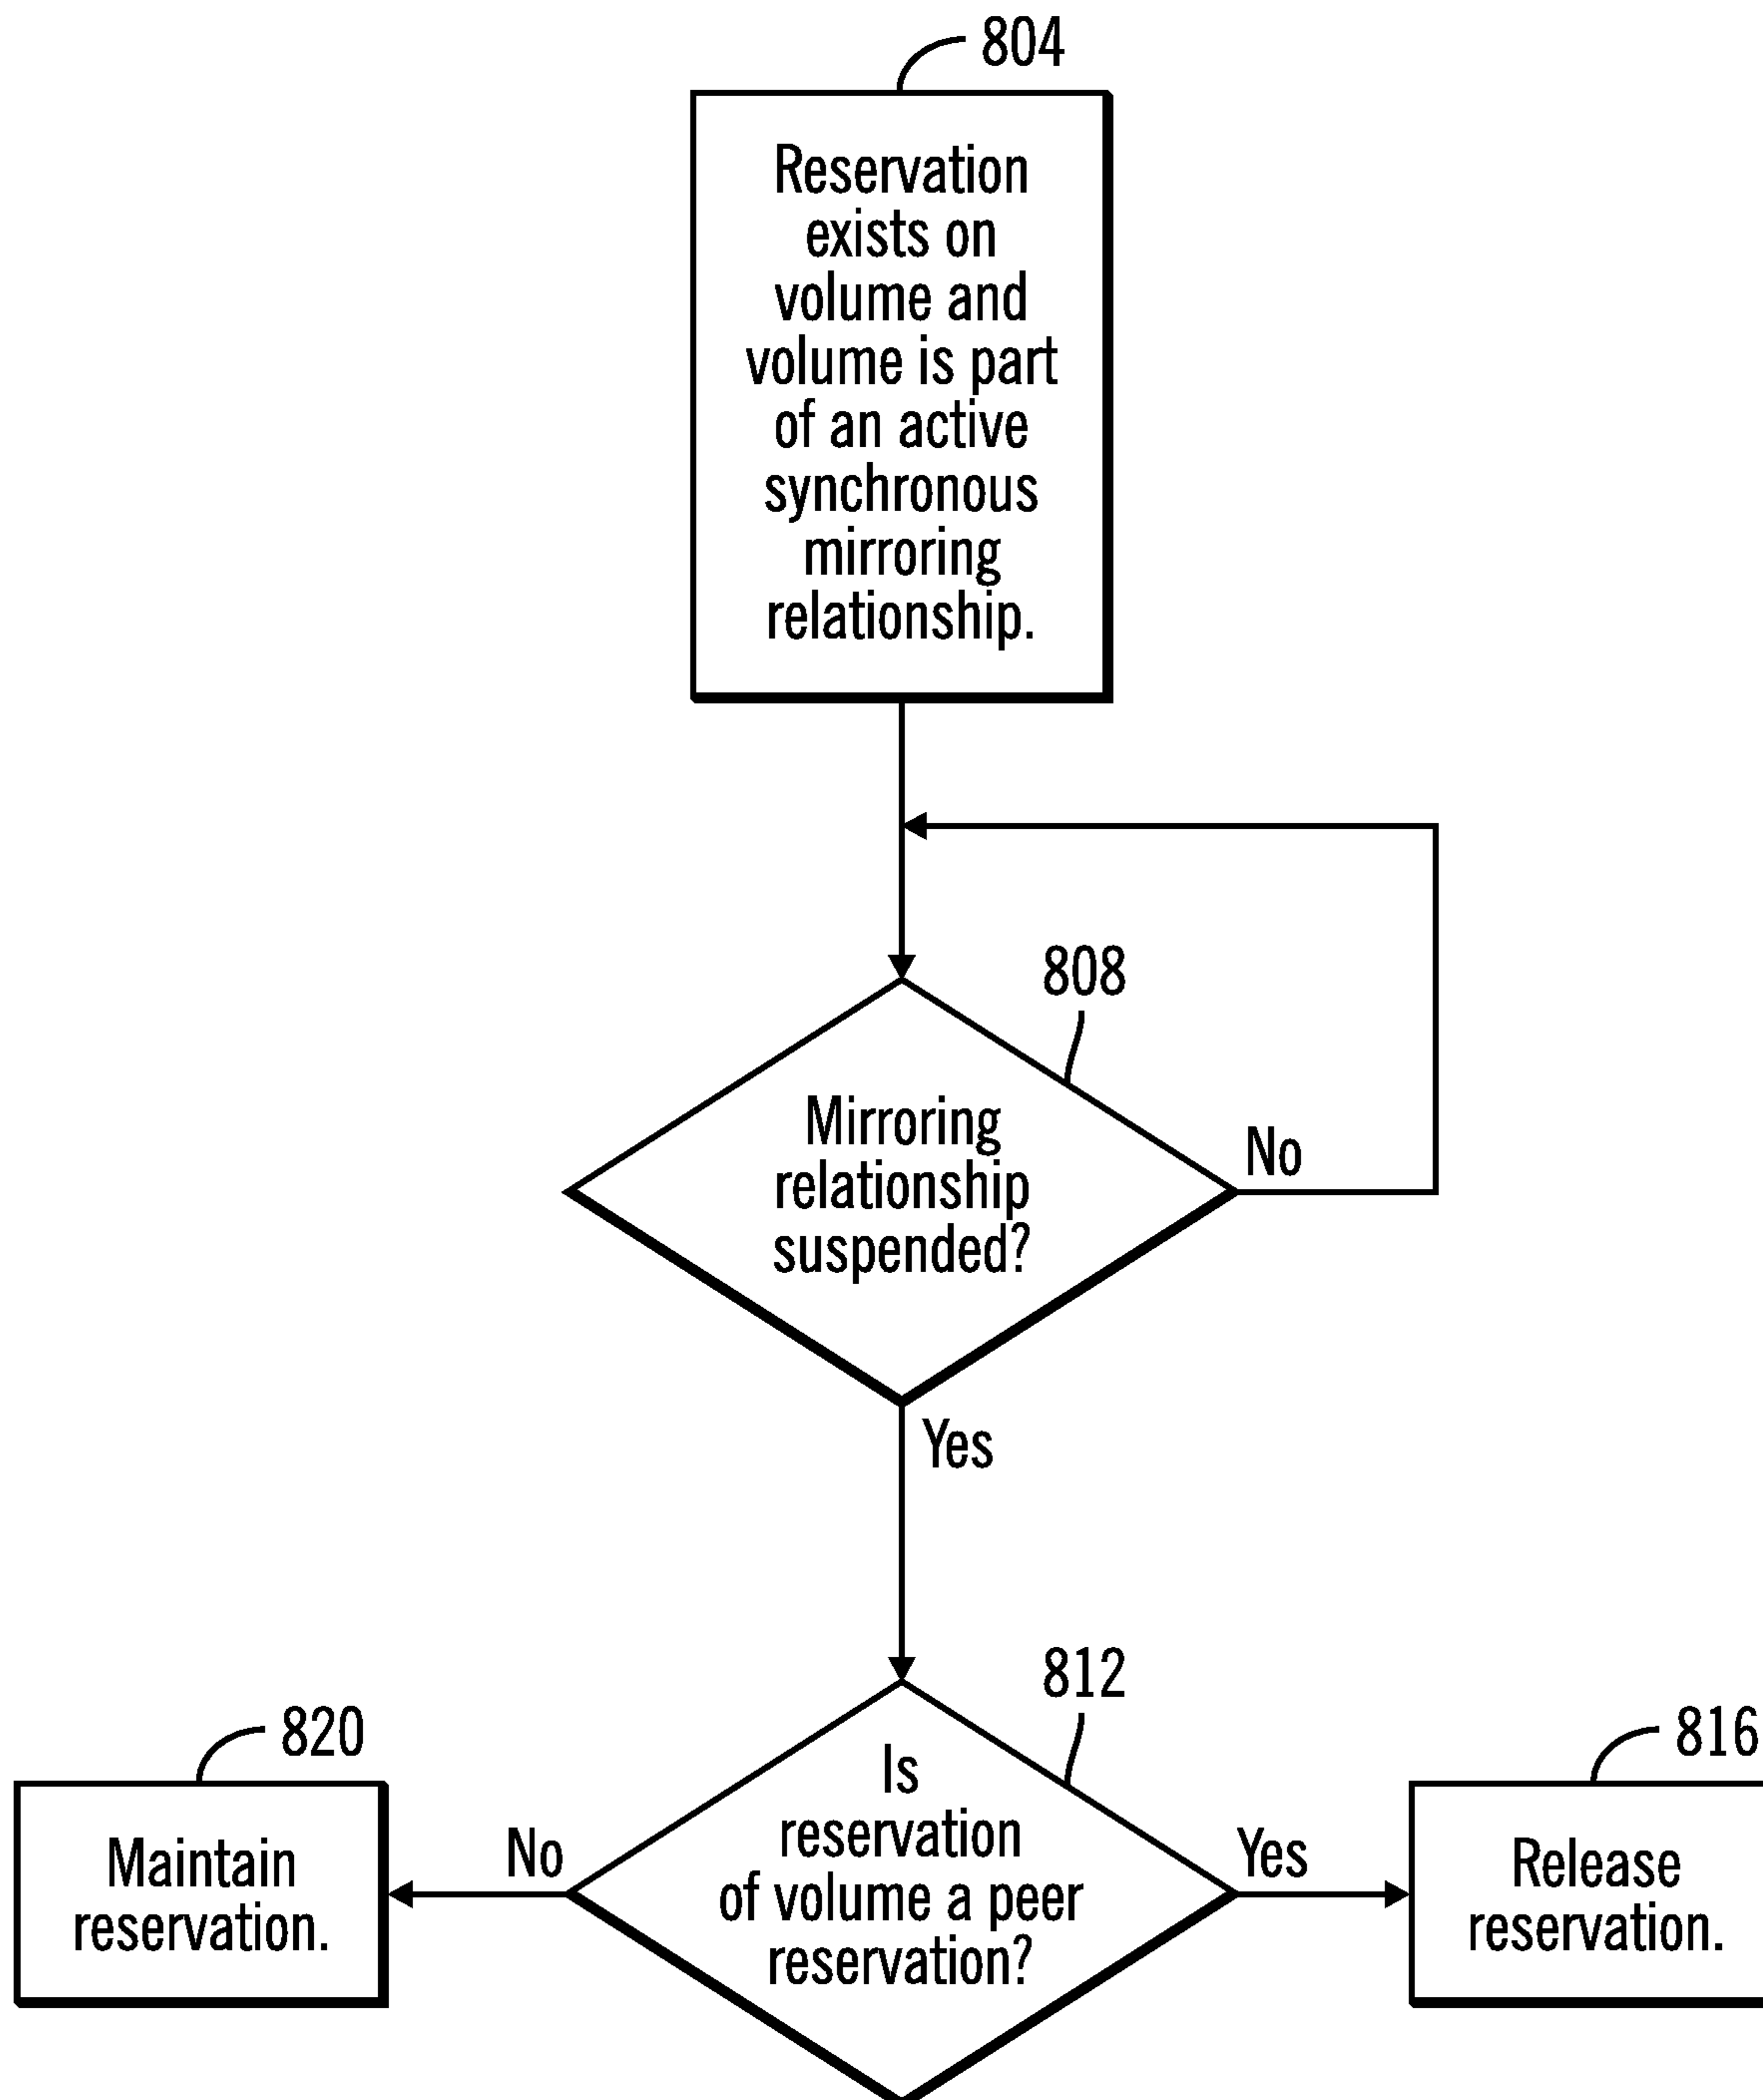 804
Reservation
exists on
volume and
volume is part
of an active
synchronous
mirroring
relationship.
808
Mirroring
relationship
suspended?
No
Yes
812
Is
reservation
of volume a peer
reservation?
No
Yes
820
Maintain
reservation.
816
Release
reservation.